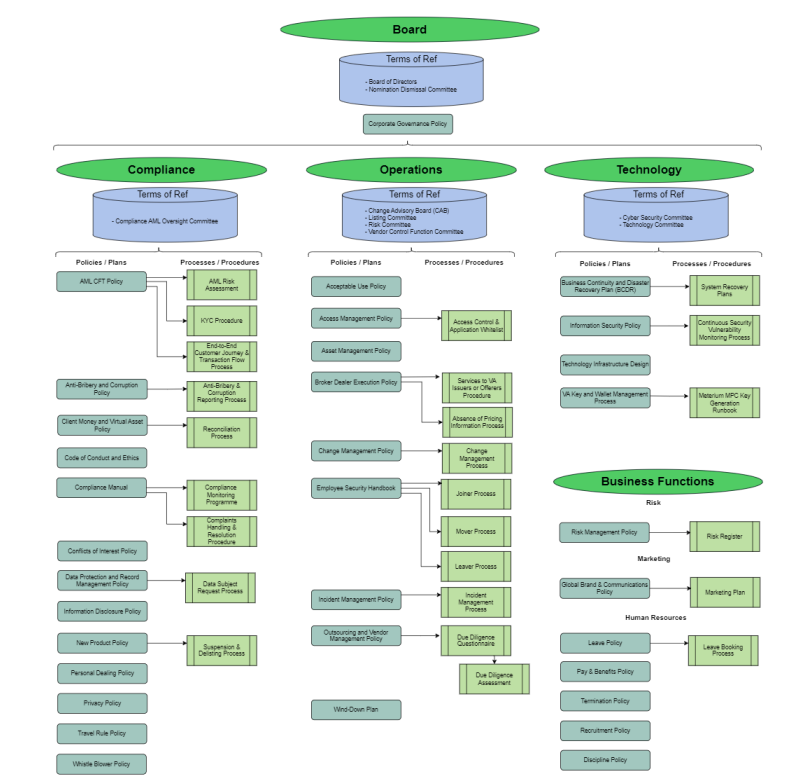 Board
Terms of Ref
- Board of Directors
- Nomination Dismissal Committee
Corporate Governance Policy
Compliance
Terms of Ref
- Compliance AML Oversight Committee
Policies / Plans
Processes / Procedures
AML CFT Policy
AML Risk
Assessment
KYC Procedure
End-to-End
Customer Journey &
Transaction Flow
Process
Anti-Bribery and Corruption
Policy
Anti-Bribery &
Corruption
Reporting Process
Client Money and Virtual Asset
Policy
Reconciliation
Process
Code of Conduct and Ethics
Compliance Manual
Compliance
Monitoring
Programme
Complaints
Handling &
Resolution
Procedure
Conflicts of Interest Policy
Data Protection and Record
Management Policy
Data Subject
Request Process
Information Disclosure Policy
New Product Policy
Suspension &
Delisting Process
Personal Dealing Policy
Privacy Policy
Travel Rule Policy
Whistle Blower Policy
Operations
Terms of Ref
- Change Advisory Board (CAB)
- Listing Committee
- Risk Committee
- Vendor Control Function Committee
Policies / Plan
Processes / Procedures
Acceptable Use Policy
Access Management Policy
Access Control &
Application Whitelist
Asset Management Policy
Broker Dealer Execution Policy
Services to VA
Issuers or Offerers
Procedure
Absence of Pricing
Information Process
Change Management Policy
Change
Management
Process
Employee Security Handbook
Joiner Process
Mover Process
Leaver Process
Incident Management Policy
Incident
Management
Process
Outsourcing and Vendor
Management Policy
Due Diligence
Questionnaire
Due Diligence
Assessment
Wind-Down Plan
Technology
Terms of Ref
- Cyber Security Committee
- Technology Committee
Policies / Plan
Processes / Procedures
Business Continuity and Disaster
Recovery Plan (BCDR)
System Recovery
Plans
Information Security Policy
Continuous Security
Vulnerability
Monitoring Process
Technology Infrastructure Design
VA Key and Wallet Management
Process
Meterium MPC Key
Generation
Runbook
Business Functions
Risk
Risk Management Policy
Risk Register
Marketing
Global Brand & Communications
Policy
Marketing Plan
Human Resources
Leave Policy
Leave Booking
Process
Pay & Benefits Policy
Termination Policy
Recruitment Policy
Discipline Policy